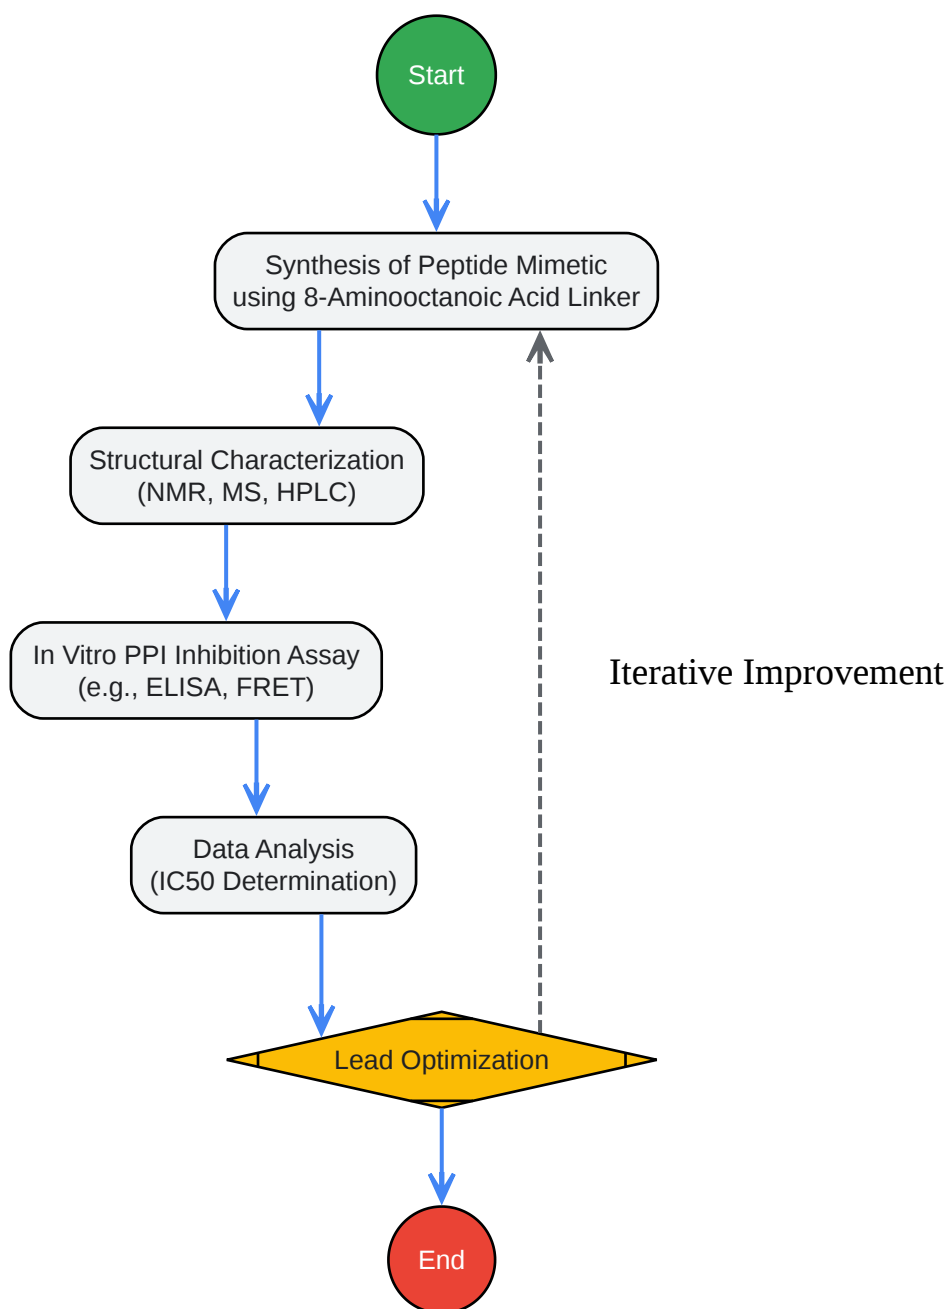 Start
Synthesis of Peptide Mimetic
using 8-Aminooctanoic Acid Linker
Structural Characterization
(NMR, MS, HPLC)
In Vitro PPI Inhibition Assay
(e.g., ELISA, FRET)
Iterative Improvement
Data Analysis
(IC50 Determination)
Lead Optimization
End